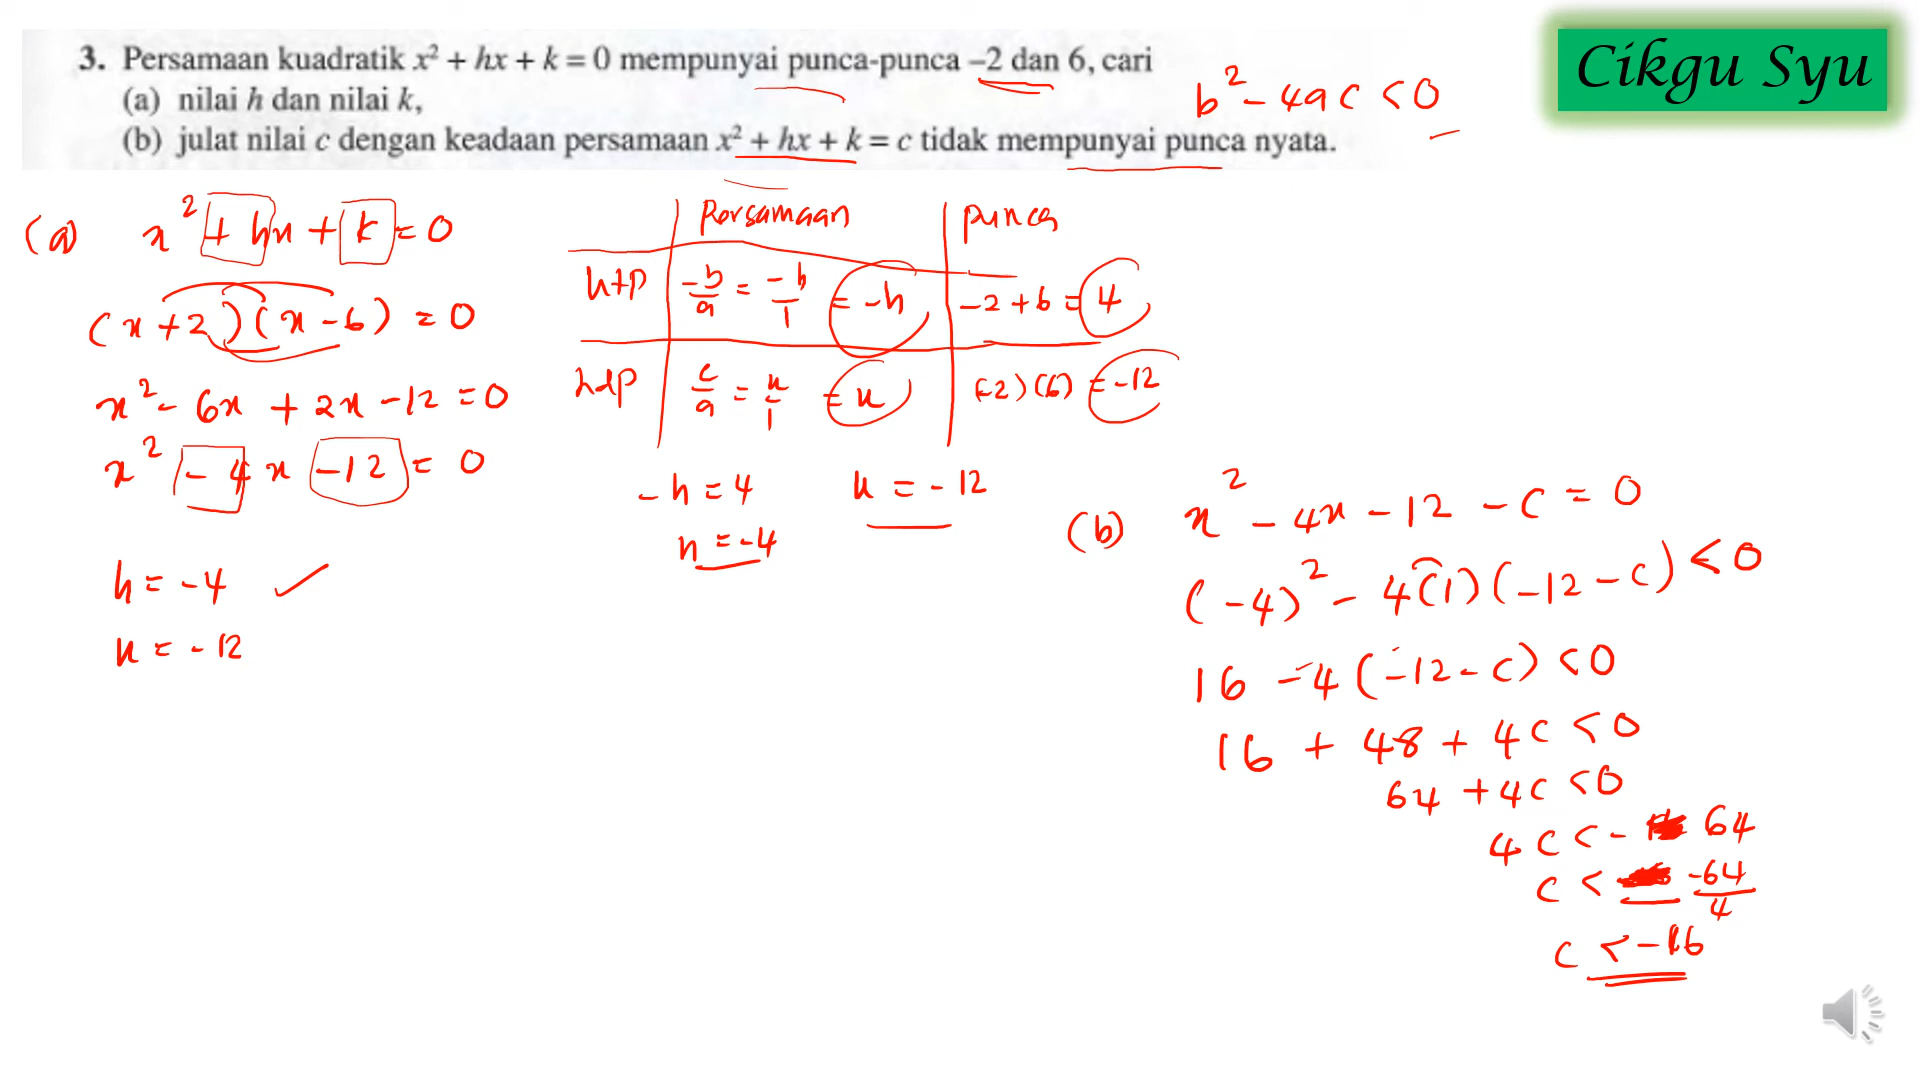 3. Persamaan kuadratik x² + hx + k = 0 mempunyai punca-punca –2 dan 6, cari
(a) nilai h dan nilai k,
(b) julat nilai c dengan keadaan persamaan x² + hx + k = c tidak mempunyai punca nyata.
b² - 4ac < 0
Cikgu Syu
(a) x² + hx + k = 0
(x + 2)(x - 6) = 0
x² - 6x + 2x - 12 = 0
x² - 4x - 12 = 0
h = -4 ✓
k = -12
Persamaan punca
htp -b/a = -h/1 = -h -2 + 6 = 4
hdp c/a = k/1 = k (-2)(6) = -12
-h = 4 k = -12
h = -4
(b) x² - 4x - 12 - c = 0
(-4)² - 4(1)(-12 - c) < 0
16 - 4(-12 - c) < 0
16 + 48 + 4c < 0
64 + 4c < 0
4c < - 64
c < -64/4
c < -16